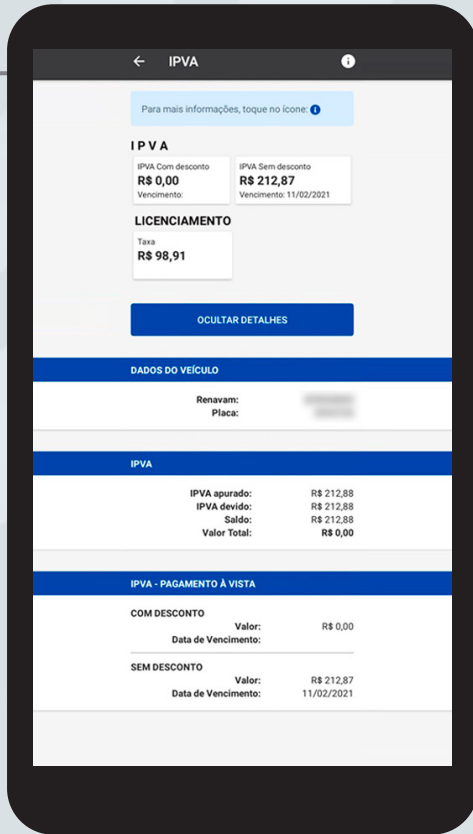 ← IPVA i
Para mais informações, toque no ícone: i
IPVA
IPVA Com desconto
R$ 0,00
Vencimento:
IPVA Sem desconto
R$ 212,87
Vencimento: 11/02/2021
LICENCIAMENTO
Taxa
R$ 98,91
OCULTAR DETALHES
DADOS DO VEÍCULO
Renavam:
Placa:
IPVA
IPVA apurado: R$ 212,88
IPVA devido: R$ 212,88
Saldo: R$ 212,88
Valor Total: R$ 0,00
IPVA - PAGAMENTO À VISTA
COM DESCONTO
Valor: R$ 0,00
Data de Vencimento:
SEM DESCONTO
Valor: R$ 212,87
Data de Vencimento: 11/02/2021